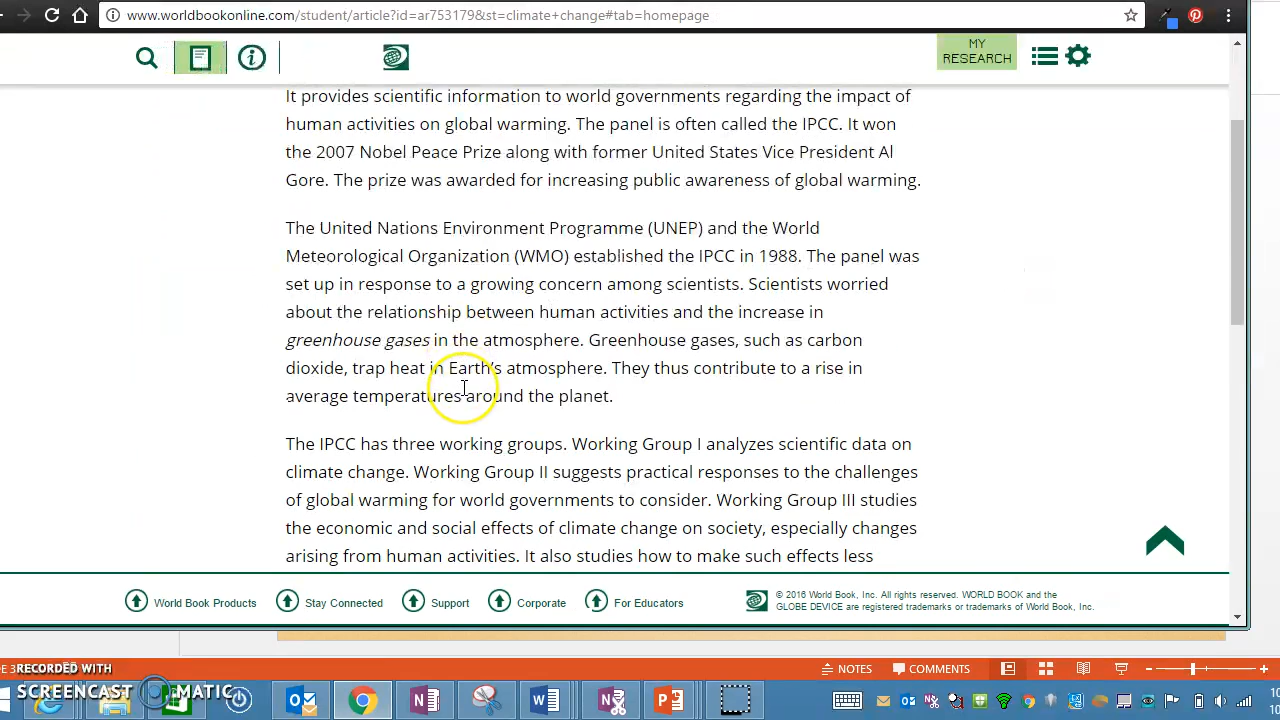 www.worldbookonline.com/student/article?id=ar753179&st=climate+change#tab=homepage
MY
RESEARCH
It provides scientific information to world governments regarding the impact of
human activities on global warming. The panel is often called the IPCC. It won
the 2007 Nobel Peace Prize along with former United States Vice President Al
Gore. The prize was awarded for increasing public awareness of global warming.
The United Nations Environment Programme (UNEP) and the World
Meteorological Organization (WMO) established the IPCC in 1988. The panel was
set up in response to a growing concern among scientists. Scientists worried
about the relationship between human activities and the increase in
greenhouse gases in the atmosphere. Greenhouse gases, such as carbon
dioxide, trap heat in Earth's atmosphere. They thus contribute to a rise in
average temperatures around the planet.
The IPCC has three working groups. Working Group I analyzes scientific data on
climate change. Working Group II suggests practical responses to the challenges
of global warming for world governments to consider. Working Group III studies
the economic and social effects of climate change on society, especially changes
arising from human activities. It also studies how to make such effects less
World Book Products
Stay Connected
Support
Corporate
For Educators
© 2016 World Book, Inc. All rights reserved. WORLD BOOK and the
GLOBE DEVICE are registered trademarks or trademarks of World Book, Inc.
RECORDED WITH
NOTES
COMMENTS
SCREENCAST MATIC